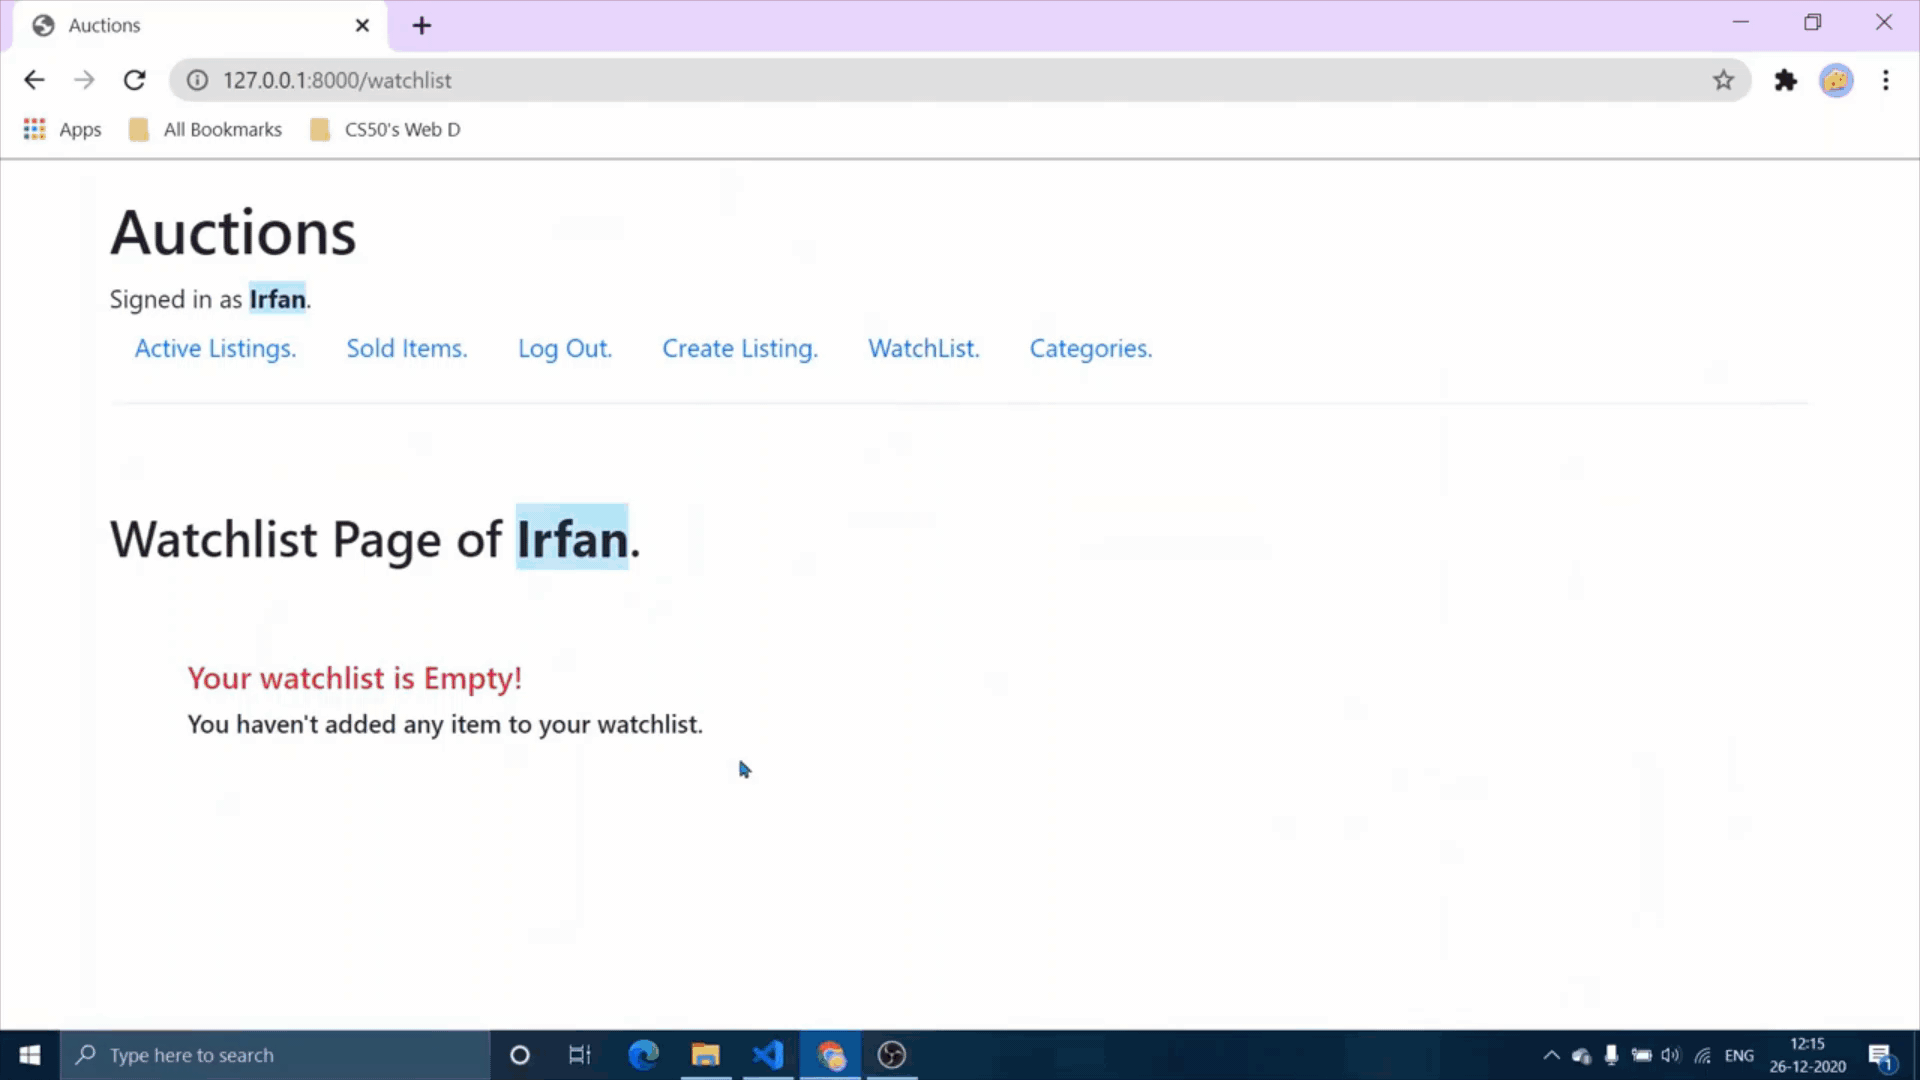 Auctions
127.0.0.1:8000/watchlist
Apps All Bookmarks CS50's Web D
Auctions
Signed in as Irfan.
Active Listings. Sold Items. Log Out. Create Listing. WatchList. Categories.
Watchlist Page of Irfan.
Your watchlist is Empty!
You haven't added any item to your watchlist.
Type here to search
ENG
12:15
26-12-2020
1